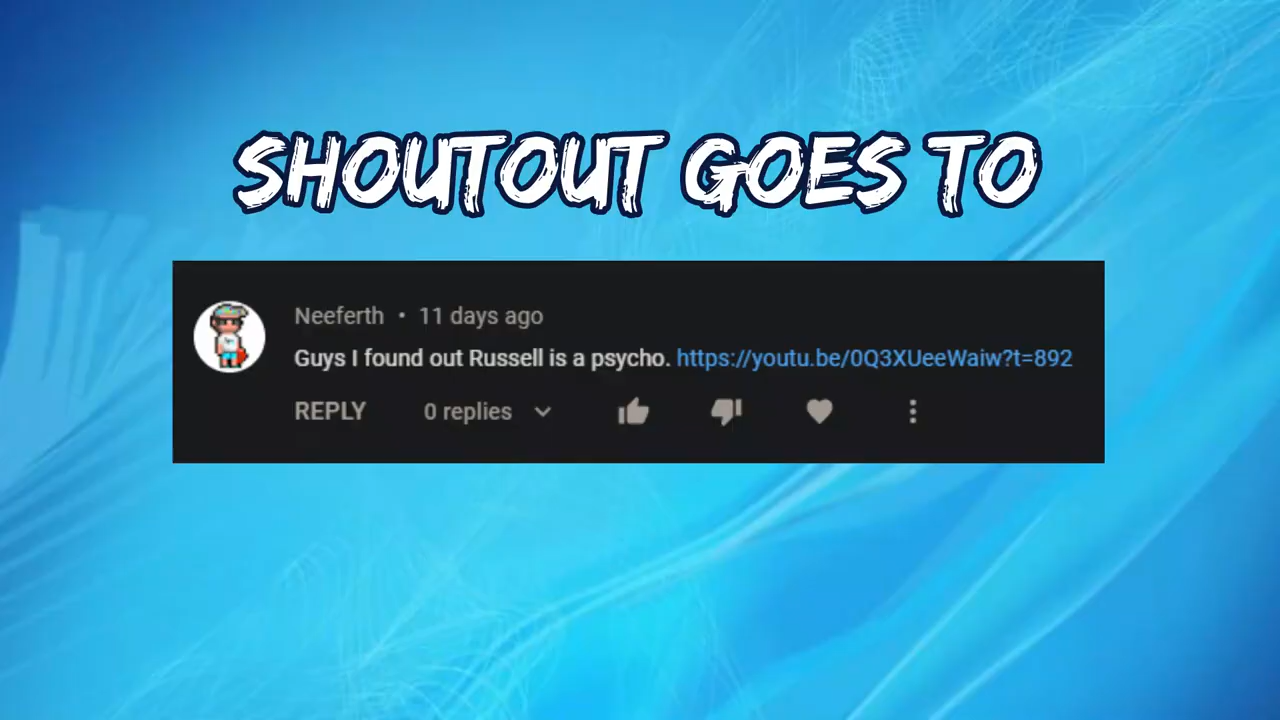 SHOUTOUT GOES TO
Neeferth • 11 days ago
Guys I found out Russell is a psycho. https://youtu.be/0Q3XUeeWaiw?t=892
REPLY 0 replies